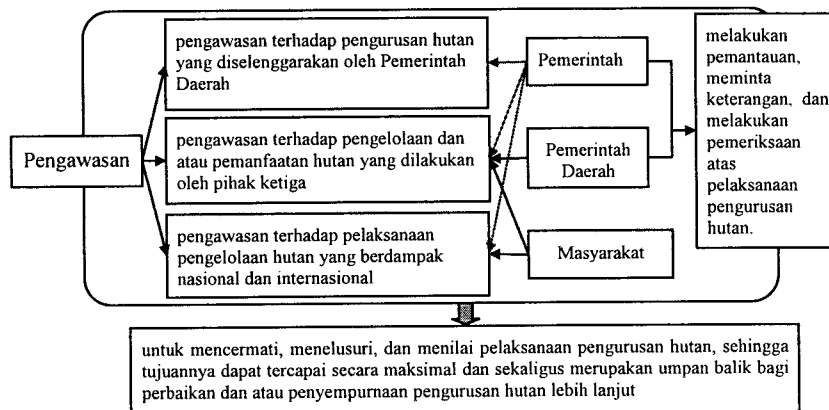 pengawasan terhadap pengurusan hutan
yang diselenggarakan oleh Pemerintah
Daerah
Pemerintah
melakukan
pemantauan,
meminta
keterangan, dan
melakukan
pemeriksaan
atas
pelaksanaan
pengurusan
hutan.
Pengawasan
pengawasan terhadap pengelolaan dan
atau pemanfaatan hutan yang dilakukan
oleh pihak ketiga
Pemerintah
Daerah
pengawasan terhadap pelaksanaan
pengelolaan hutan yang berdampak
nasional dan internasional
Masyarakat
untuk mencermati, menelusuri, dan menilai pelaksanaan pengurusan hutan, sehingga
tujuannya dapat tercapai secara maksimal dan sekaligus merupakan umpan balik bagi
perbaikan dan atau penyempurnaan pengurusan hutan lebih lanjut